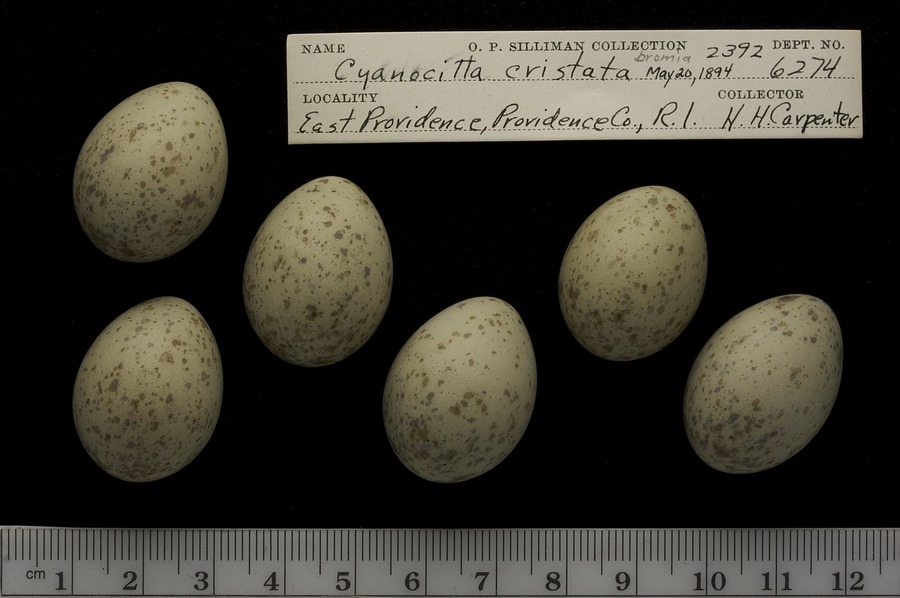 NAME O. P. SILLIMAN COLLECTION 2392 DEPT. NO.
bromia
Cyanocitta cristata May 20, 1894 6274
LOCALITY COLLECTOR
East Providence, Providence Co., R.I. H. H. Carpenter
cm 1 2 3 4 5 6 7 8 9 10 11 12